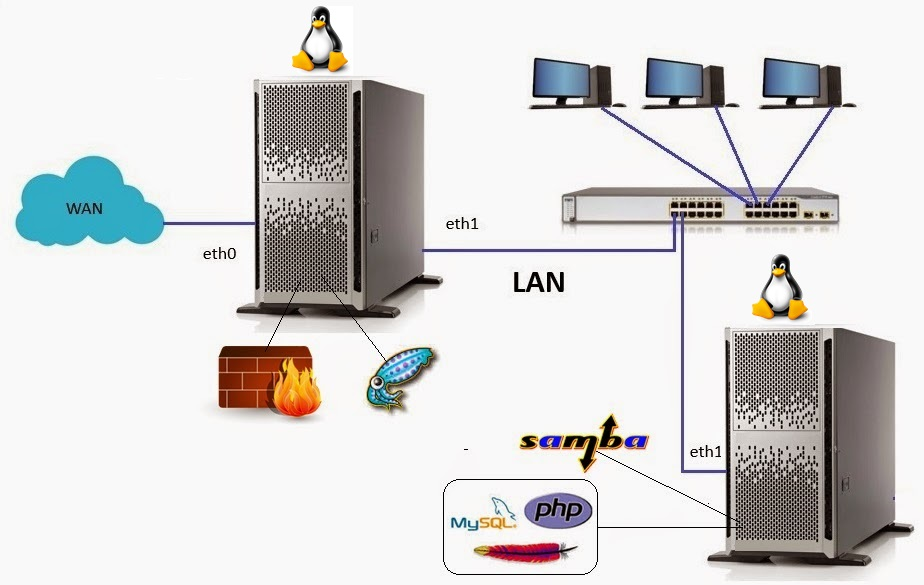 WAN
eth0
eth1
LAN
eth1
samba
MySQL
php